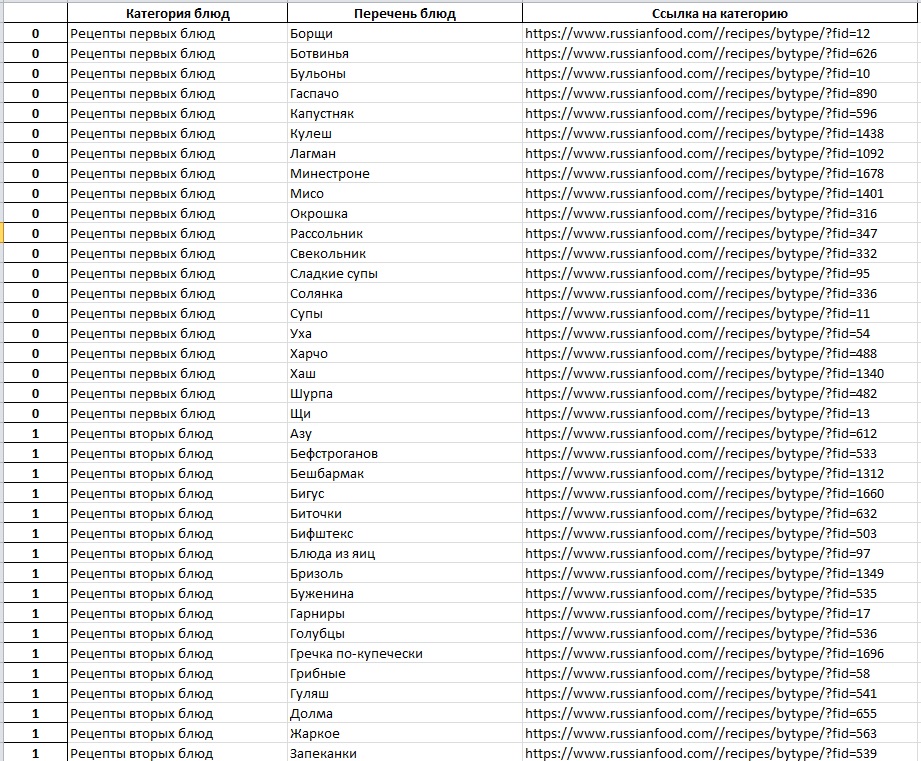 Категория блюд Перечень блюд Ссылка на категорию
0 Рецепты первых блюд Борщи https://www.russianfood.com//recipes/bytype/?fid=12
0 Рецепты первых блюд Ботвинья https://www.russianfood.com//recipes/bytype/?fid=626
0 Рецепты первых блюд Бульоны https://www.russianfood.com//recipes/bytype/?fid=10
0 Рецепты первых блюд Гаспачо https://www.russianfood.com//recipes/bytype/?fid=890
0 Рецепты первых блюд Капустняк https://www.russianfood.com//recipes/bytype/?fid=596
0 Рецепты первых блюд Кулеш https://www.russianfood.com//recipes/bytype/?fid=1438
0 Рецепты первых блюд Лагман https://www.russianfood.com//recipes/bytype/?fid=1092
0 Рецепты первых блюд Минестроне https://www.russianfood.com//recipes/bytype/?fid=1678
0 Рецепты первых блюд Мисо https://www.russianfood.com//recipes/bytype/?fid=1401
0 Рецепты первых блюд Окрошка https://www.russianfood.com//recipes/bytype/?fid=316
0 Рецепты первых блюд Рассольник https://www.russianfood.com//recipes/bytype/?fid=347
0 Рецепты первых блюд Свекольник https://www.russianfood.com//recipes/bytype/?fid=332
0 Рецепты первых блюд Сладкие супы https://www.russianfood.com//recipes/bytype/?fid=95
0 Рецепты первых блюд Солянка https://www.russianfood.com//recipes/bytype/?fid=336
0 Рецепты первых блюд Супы https://www.russianfood.com//recipes/bytype/?fid=11
0 Рецепты первых блюд Уха https://www.russianfood.com//recipes/bytype/?fid=54
0 Рецепты первых блюд Харчо https://www.russianfood.com//recipes/bytype/?fid=488
0 Рецепты первых блюд Хаш https://www.russianfood.com//recipes/bytype/?fid=1340
0 Рецепты первых блюд Шурпа https://www.russianfood.com//recipes/bytype/?fid=482
0 Рецепты первых блюд Щи https://www.russianfood.com//recipes/bytype/?fid=13
1 Рецепты вторых блюд Азу https://www.russianfood.com//recipes/bytype/?fid=612
1 Рецепты вторых блюд Бефстроганов https://www.russianfood.com//recipes/bytype/?fid=533
1 Рецепты вторых блюд Бешбармак https://www.russianfood.com//recipes/bytype/?fid=1312
1 Рецепты вторых блюд Бигус https://www.russianfood.com//recipes/bytype/?fid=1660
1 Рецепты вторых блюд Биточки https://www.russianfood.com//recipes/bytype/?fid=632
1 Рецепты вторых блюд Бифштекс https://www.russianfood.com//recipes/bytype/?fid=503
1 Рецепты вторых блюд Блюда из яиц https://www.russianfood.com//recipes/bytype/?fid=97
1 Рецепты вторых блюд Бризоль https://www.russianfood.com//recipes/bytype/?fid=1349
1 Рецепты вторых блюд Буженина https://www.russianfood.com//recipes/bytype/?fid=535
1 Рецепты вторых блюд Гарниры https://www.russianfood.com//recipes/bytype/?fid=17
1 Рецепты вторых блюд Голубцы https://www.russianfood.com//recipes/bytype/?fid=536
1 Рецепты вторых блюд Гречка по-купечески https://www.russianfood.com//recipes/bytype/?fid=1696
1 Рецепты вторых блюд Грибные https://www.russianfood.com//recipes/bytype/?fid=58
1 Рецепты вторых блюд Гуляш https://www.russianfood.com//recipes/bytype/?fid=541
1 Рецепты вторых блюд Долма https://www.russianfood.com//recipes/bytype/?fid=655
1 Рецепты вторых блюд Жаркое https://www.russianfood.com//recipes/bytype/?fid=563
1 Рецепты вторых блюд Запеканки https://www.russianfood.com//recipes/bytype/?fid=539